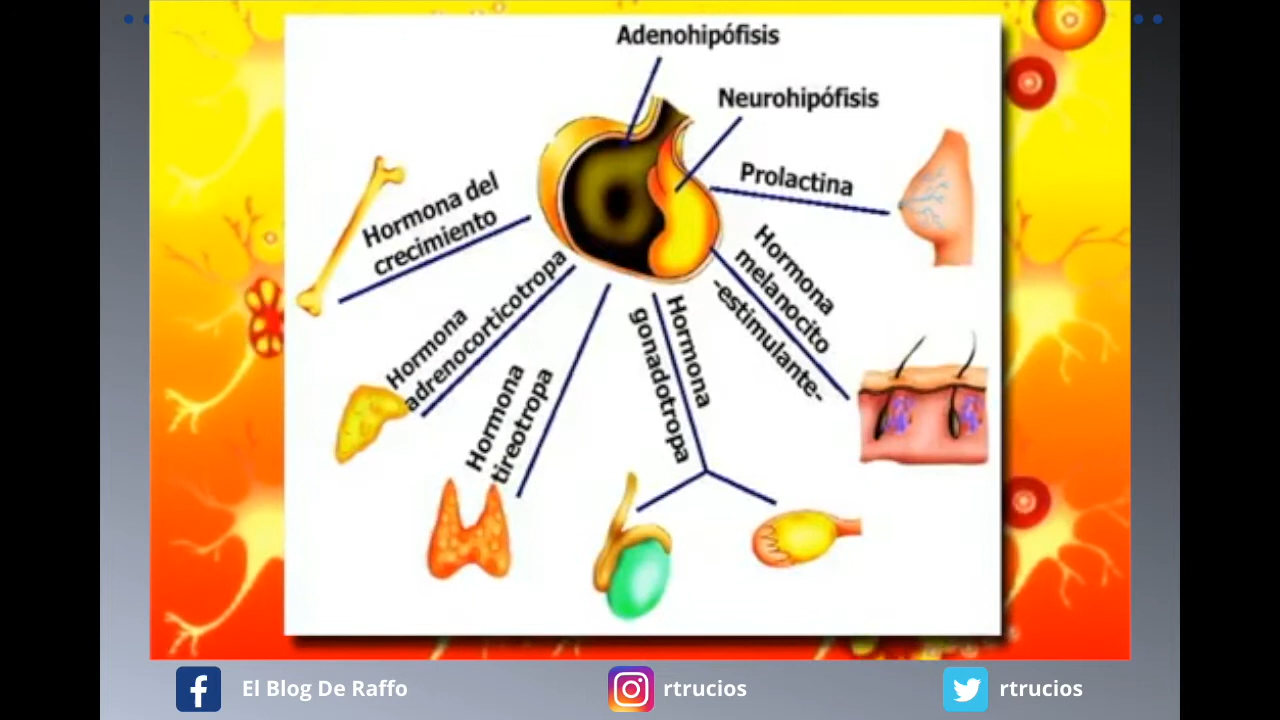 Adenohipófisis
Neurohipófisis
Prolactina
Hormona del
crecimiento
Hormona
adrenocorticotropa
Hormona
tireotropa
Hormona
gonadotropa
Hormona
melanocito
-estimulante-
El Blog De Raffo
rtrucios
rtrucios